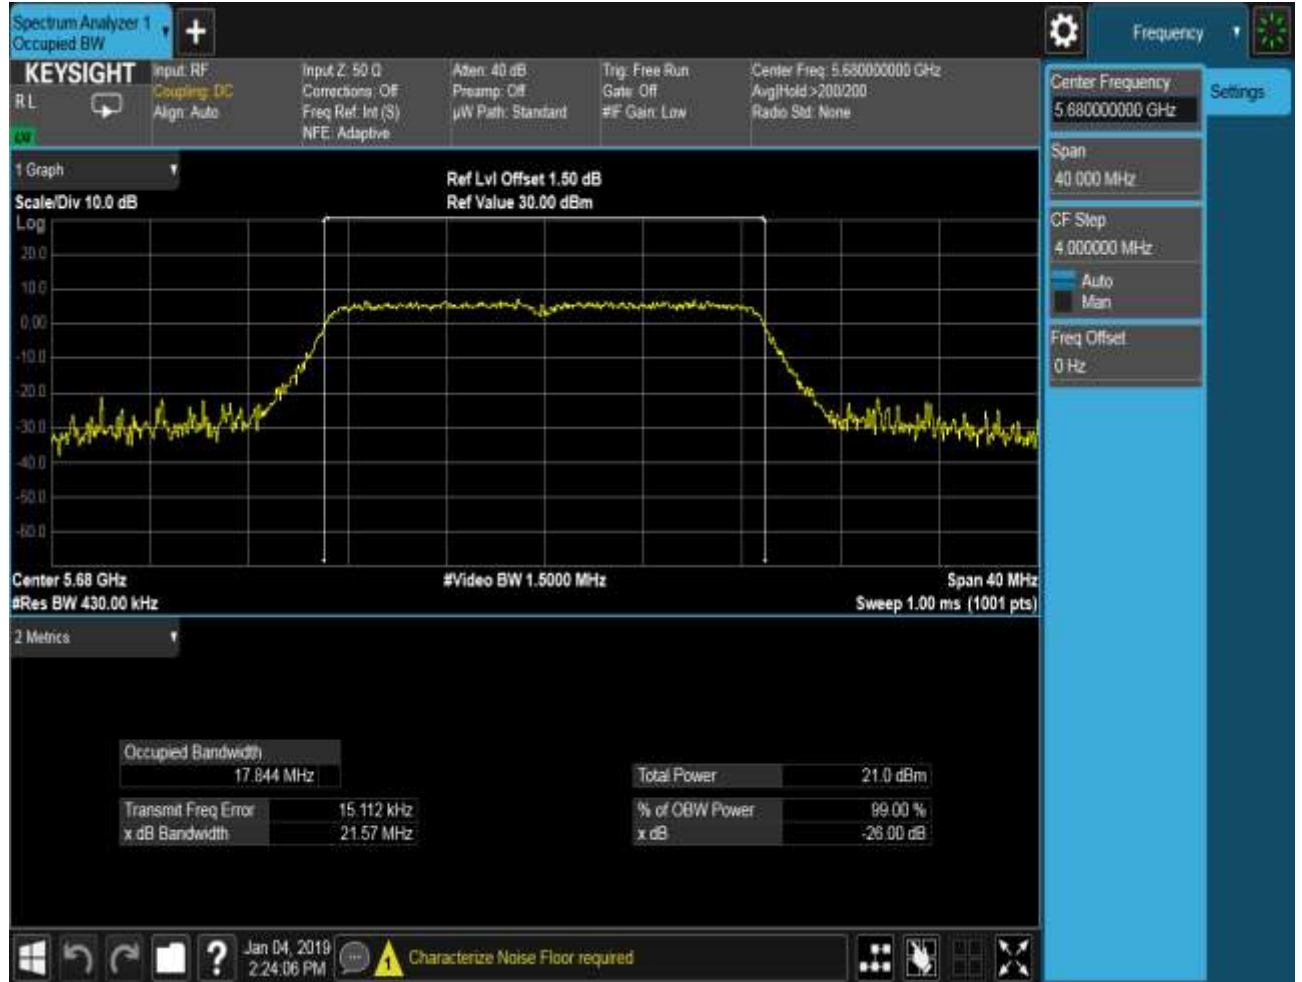 Spectrum Analyzer 1
Occupied BW
Frequency
KEYSIGHT
RL
Input: RF
Coupling: DC
Align: Auto
Input Z: 50 Ω
Corrections: Off
Freq Ref: Int (S)
NFE: Adaptive
Atten: 40 dB
Preamp: Off
µW Path: Standard
Trig: Free Run
Gate: Off
#IF Gain: Low
Center Freq: 5.680000000 GHz
Avg|Hold:>200/200
Radio Std: None
Center Frequency
5.680000000 GHz
Settings
Span
40.000 MHz
CF Step
4.000000 MHz
Auto
Man
Freq Offset
0 Hz
1 Graph
Scale/Div 10.0 dB
Ref Lvl Offset 1.50 dB
Ref Value 30.00 dBm
Log
20.0
10.0
0.00
-10.0
-20.0
-30.0
-40.0
-50.0
-60.0
Center 5.68 GHz
#Video BW 1.5000 MHz
Span 40 MHz
#Res BW 430.00 kHz
Sweep 1.00 ms (1001 pts)
2 Metrics
Occupied Bandwidth
17.844 MHz
Total Power 21.0 dBm
Transmit Freq Error 15.112 kHz
% of OBW Power 99.00 %
x dB Bandwidth 21.57 MHz
x dB -26.00 dB
?
Jan 04, 2019
2:24:06 PM
1
Characterize Noise Floor required